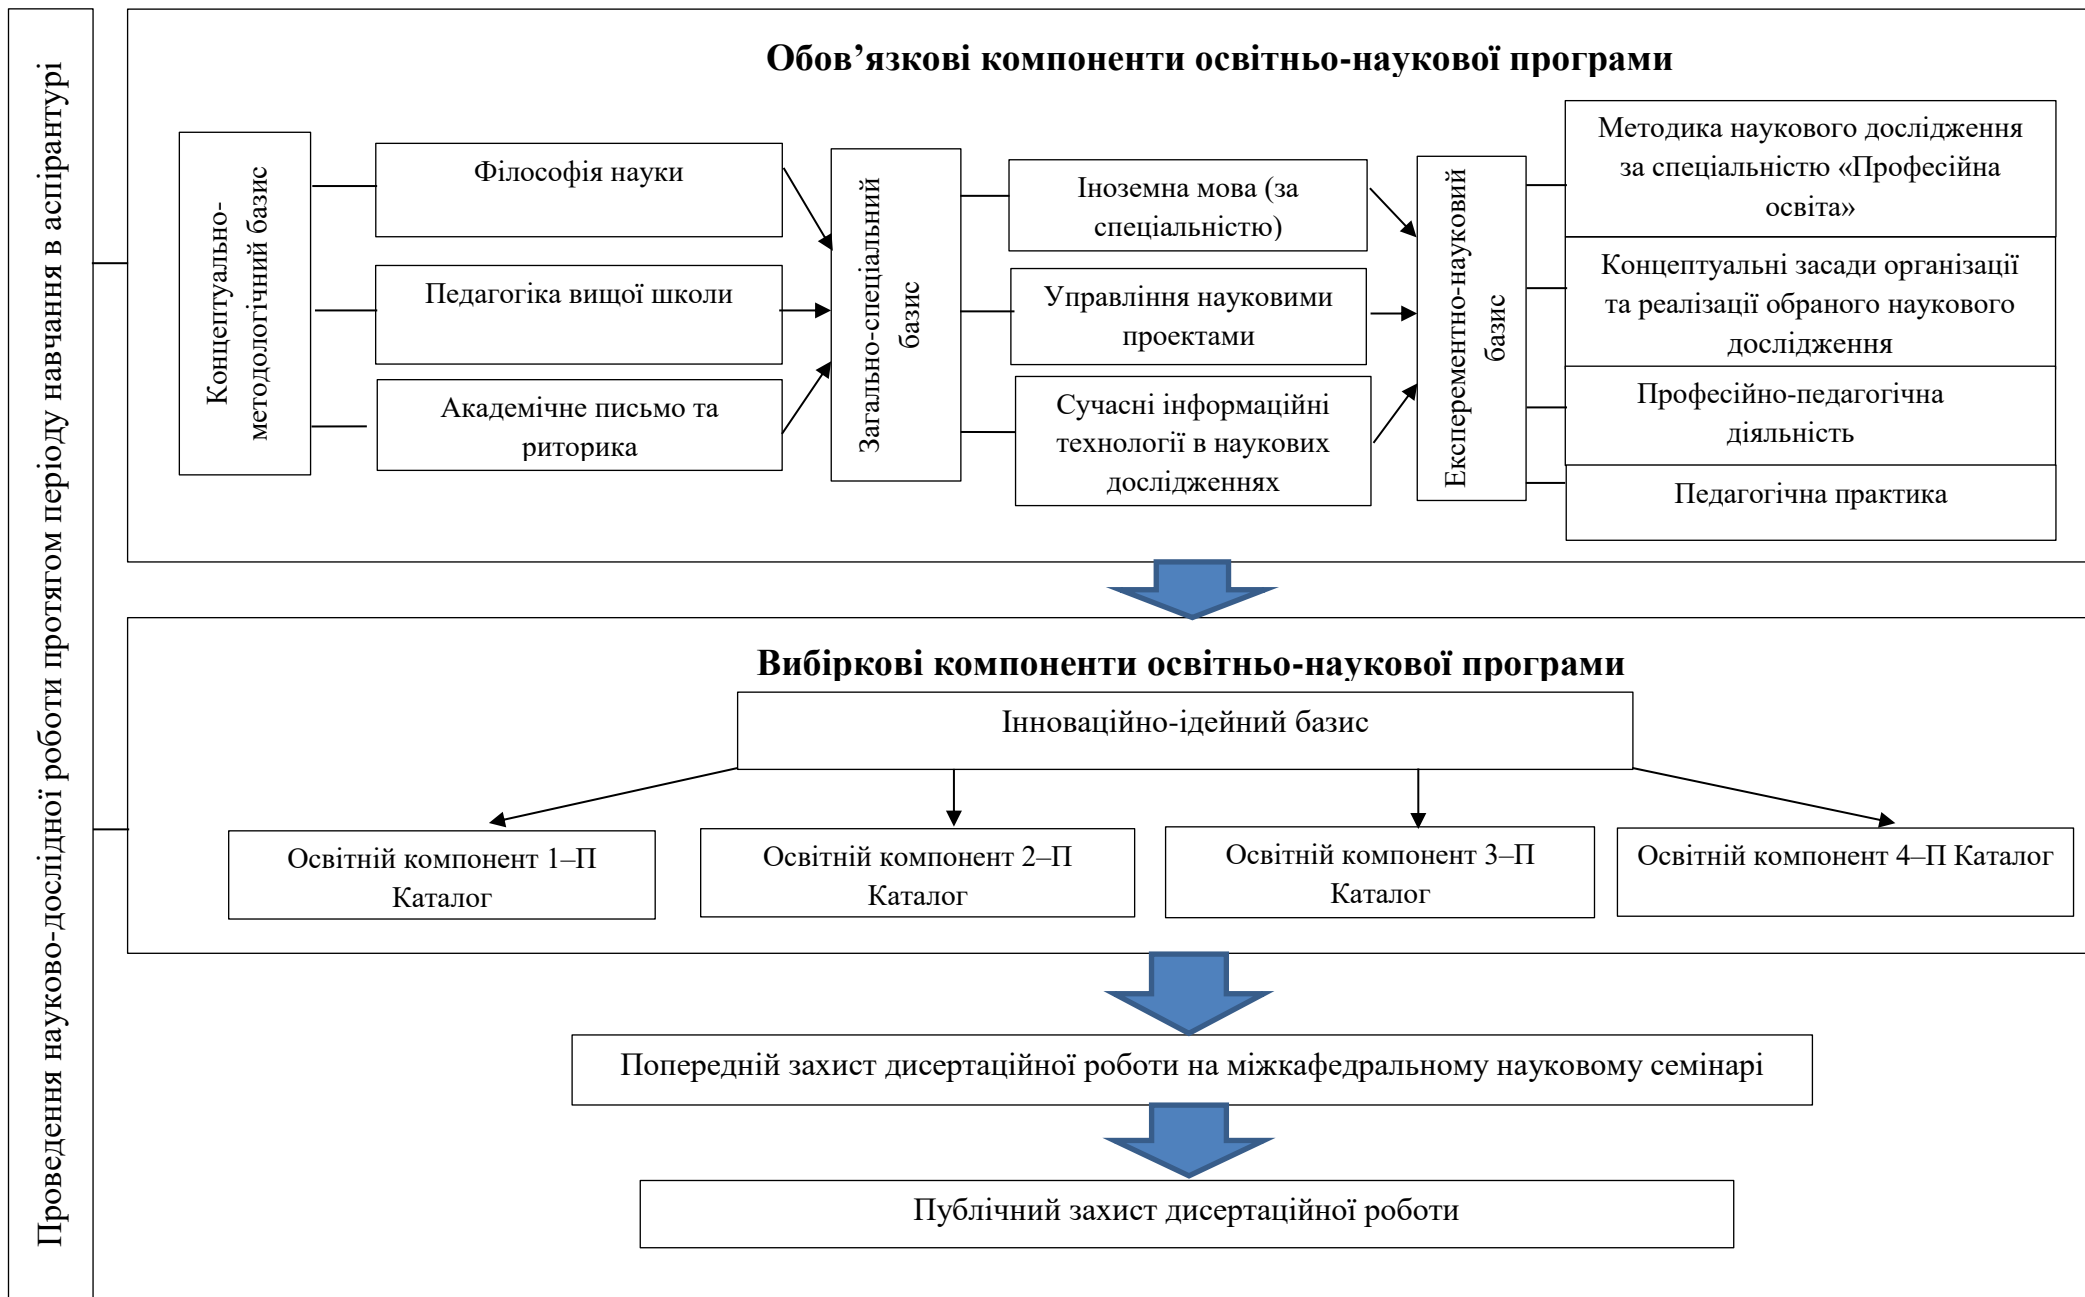 Проведення науково-дослідної роботи протягом періоду навчання в аспірантурі
Обов’язкові компоненти освітньо-наукової програми
Концептуально-
методологічний базис
Філософія науки
Педагогіка вищої школи
Академічне письмо та
риторика
Загально-спеціальний
базис
Іноземна мова (за
спеціальністю)
Управління науковими
проектами
Сучасні інформаційні
технології в наукових
дослідженнях
Експерементно-науковий
базис
Методика наукового дослідження
за спеціальністю «Професійна
освіта»
Концептуальні засади організації
та реалізації обраного наукового
дослідження
Професійно-педагогічна
діяльність
Педагогічна практика
Вибіркові компоненти освітньо-наукової програми
Інноваційно-ідейний базис
Освітній компонент 1–П
Каталог
Освітній компонент 2–П
Каталог
Освітній компонент 3–П
Каталог
Освітній компонент 4–П Каталог
Попередній захист дисертаційної роботи на міжкафедральному науковому семінарі
Публічний захист дисертаційної роботи